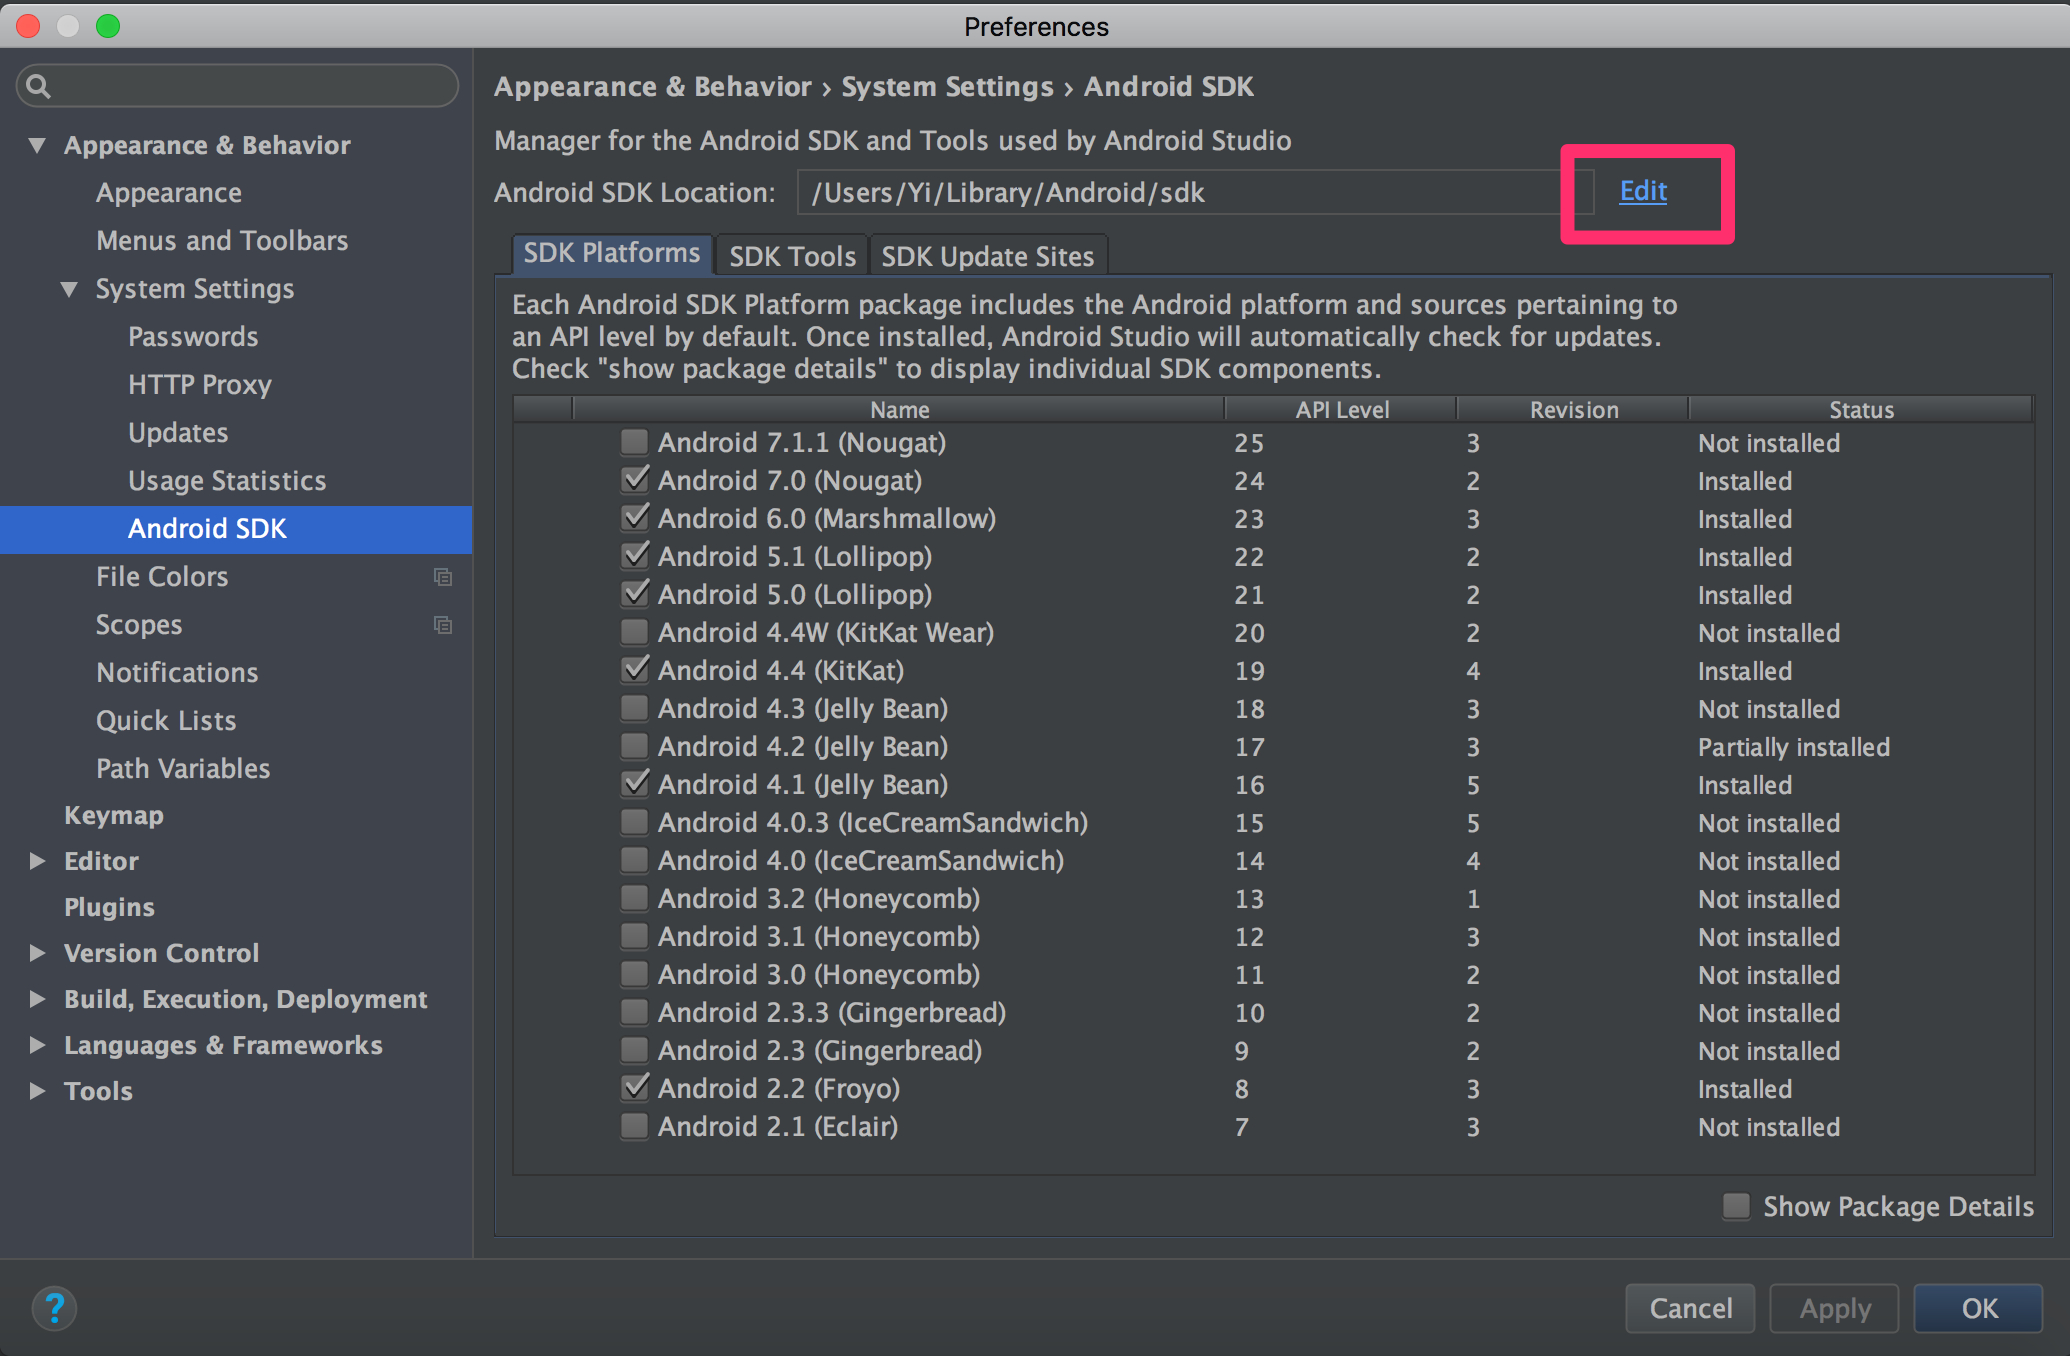 Preferences
Appearance & Behavior
Appearance
Menus and Toolbars
System Settings
Passwords
HTTP Proxy
Updates
Usage Statistics
Android SDK
File Colors
Scopes
Notifications
Quick Lists
Path Variables
Keymap
Editor
Plugins
Version Control
Build, Execution, Deployment
Languages & Frameworks
Tools
Appearance & Behavior › System Settings › Android SDK
Manager for the Android SDK and Tools used by Android Studio
Android SDK Location: /Users/Yi/Library/Android/sdk Edit
SDK Platforms SDK Tools SDK Update Sites
Each Android SDK Platform package includes the Android platform and sources pertaining to
an API level by default. Once installed, Android Studio will automatically check for updates.
Check "show package details" to display individual SDK components.
Name API Level Revision Status
Android 7.1.1 (Nougat) 25 3 Not installed
Android 7.0 (Nougat) 24 2 Installed
Android 6.0 (Marshmallow) 23 3 Installed
Android 5.1 (Lollipop) 22 2 Installed
Android 5.0 (Lollipop) 21 2 Installed
Android 4.4W (KitKat Wear) 20 2 Not installed
Android 4.4 (KitKat) 19 4 Installed
Android 4.3 (Jelly Bean) 18 3 Not installed
Android 4.2 (Jelly Bean) 17 3 Partially installed
Android 4.1 (Jelly Bean) 16 5 Installed
Android 4.0.3 (IceCreamSandwich) 15 5 Not installed
Android 4.0 (IceCreamSandwich) 14 4 Not installed
Android 3.2 (Honeycomb) 13 1 Not installed
Android 3.1 (Honeycomb) 12 3 Not installed
Android 3.0 (Honeycomb) 11 2 Not installed
Android 2.3.3 (Gingerbread) 10 2 Not installed
Android 2.3 (Gingerbread) 9 2 Not installed
Android 2.2 (Froyo) 8 3 Installed
Android 2.1 (Eclair) 7 3 Not installed
Show Package Details
? Cancel Apply OK